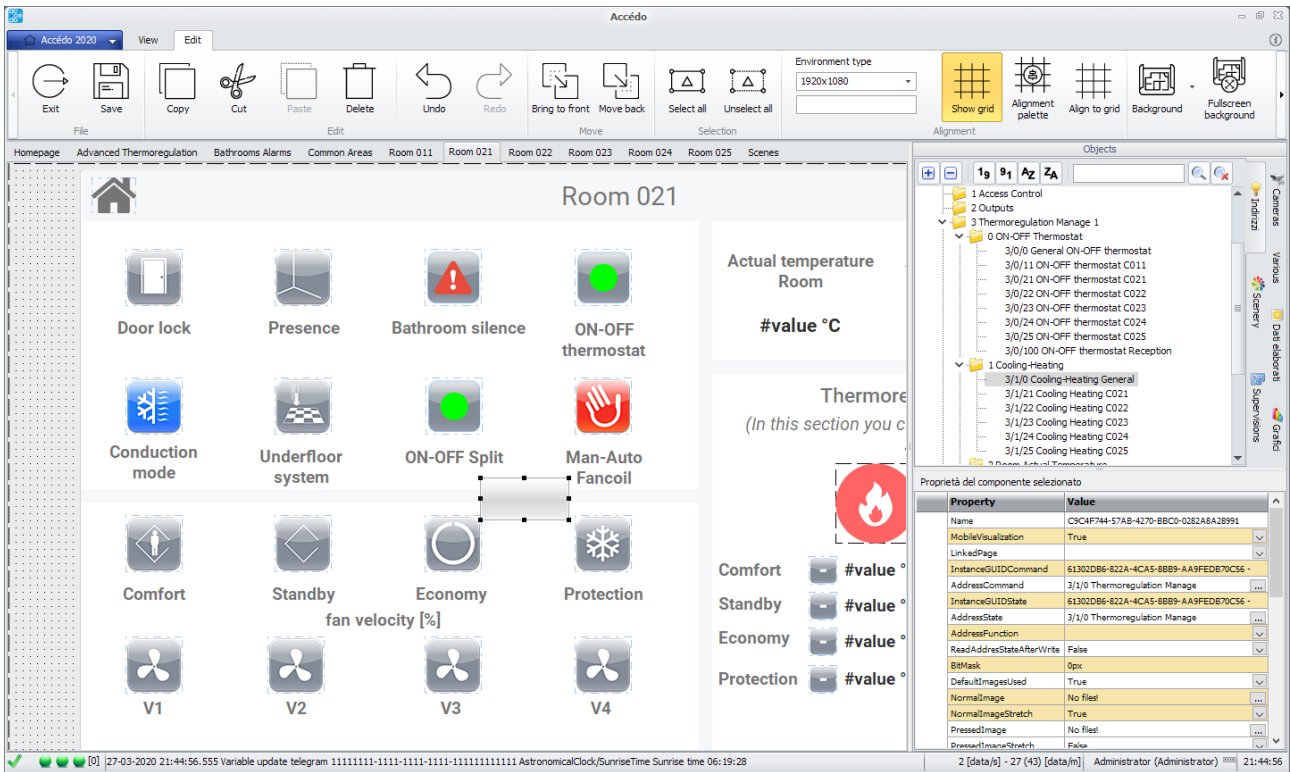 Accédo
Accédo 2020 View Edit
Exit Save Copy Cut Paste Delete Undo Redo Bring to front Move back Select all Unselect all
Environment type
1920x1080
Show grid Alignment palette Align to grid Background Fullscreen background
File Edit Move Selection Alignment
Homepage Advanced Thermoregulation Bathrooms Alarms Common Areas Room 011 Room 021 Room 022 Room 023 Room 024 Room 025 Scenes
Room 021
Door lock Presence Bathroom silence ON-OFF
thermostat
Actual temperature
Room
#value °C
Conduction
mode
Underfloor
system
ON-OFF Split
Man-Auto
Fancoil
Thermore
(In this section you c
Comfort Standby Economy Protection
fan velocity [%]
V1 V2 V3 V4
Comfort #value °
Standby #value °
Economy #value °
Protection #value °
Objects
19 91 AZ ZA
1 Access Control
2 Outputs
3 Thermoregulation Manage 1
0 ON-OFF Thermostat
3/0/0 General ON-OFF thermostat
3/0/11 ON-OFF thermostat C011
3/0/21 ON-OFF thermostat C021
3/0/22 ON-OFF thermostat C022
3/0/23 ON-OFF thermostat C023
3/0/24 ON-OFF thermostat C024
3/0/25 ON-OFF thermostat C025
3/0/100 ON-OFF thermostat Reception
1 Cooling-Heating
3/1/0 Cooling-Heating General
3/1/21 Cooling Heating C021
3/1/22 Cooling Heating C022
3/1/23 Cooling Heating C023
3/1/24 Cooling Heating C024
3/1/25 Cooling Heating C025
2 Room Actual Temperature
Indirizzi
Scenery
Supervisions
Cameras
Various
Dati elaborati
Grafici
Proprietà del componente selezionato
Property Value
Name C9C4F744-57AB-4270-BBC0-0282A8A28991
MobileVisualization True
LinkedPage
InstanceGUIDCommand 61302DB6-822A-4CA5-8BB9-AA9FEDB70C56 -
AddressCommand 3/1/0 Thermoregulation Manage ...
InstanceGUIDState 61302DB6-822A-4CA5-8BB9-AA9FEDB70C56 -
AddressState 3/1/0 Thermoregulation Manage ...
AddressFunction
ReadAddresStateAfterWrite False
BitMask 0px
DefaultImagesUsed True
NormalImage No files! ...
NormalImageStretch True
PressedImage No files! ...
PressedImageStretch False
[0] 27-03-2020 21:44:56.555 Variable update telegram 11111111-1111-1111-1111-111111111111 AstronomicalClock/SunriseTime Sunrise time 06:19:28
2 [data/s] - 27 (43) [data/m] Administrator (Administrator) 21:44:56